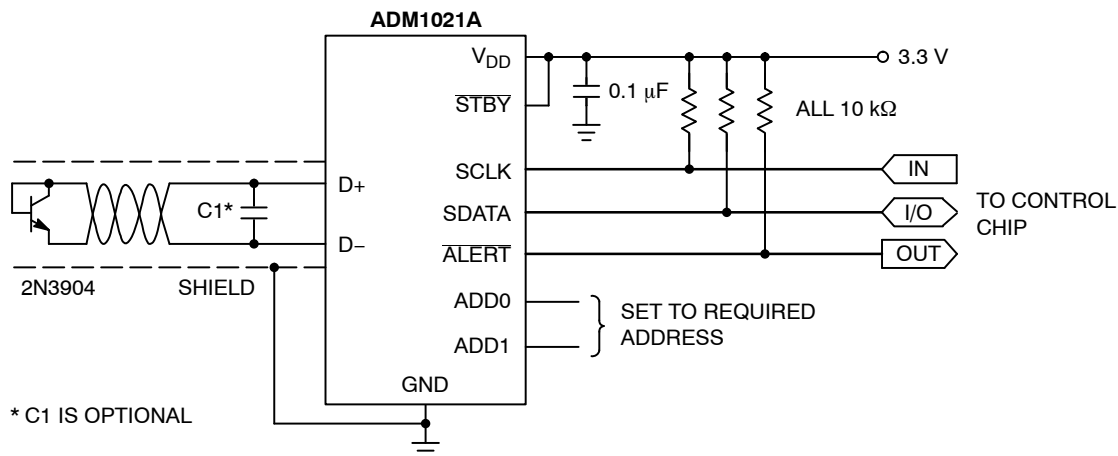 ADM1021A
VDD
3.3 V
STBY
0.1 μF
ALL 10 kΩ
D+
SCLK
IN
C1*
SDATA
I/O
TO CONTROL
CHIP
D−
ALERT
OUT
2N3904
SHIELD
ADD0
SET TO REQUIRED
ADDRESS
ADD1
GND
* C1 IS OPTIONAL